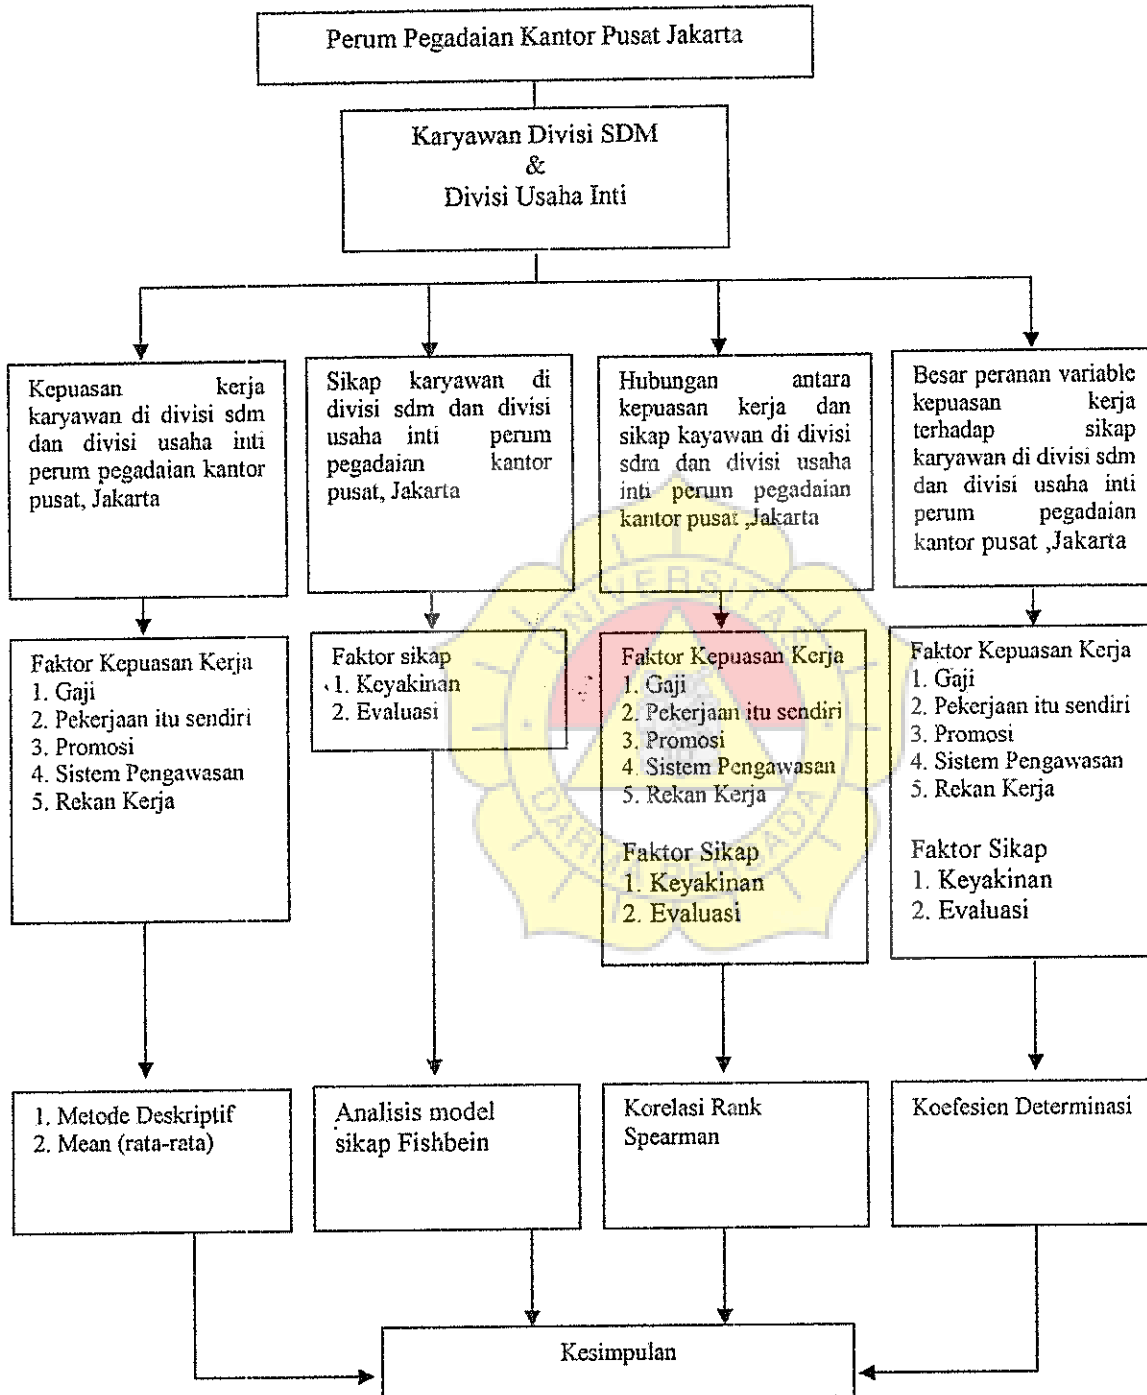 Perum Pegadaian Kantor Pusat Jakarta
Karyawan Divisi SDM
&
Divisi Usaha Inti
Kepuasan kerja
karyawan di divisi sdm
dan divisi usaha inti
perum pegadaian kantor
pusat, Jakarta
Sikap karyawan di
divisi sdm dan divisi
usaha inti perum
pegadaian kantor
pusat, Jakarta
Hubungan antara
kepuasan kerja dan
sikap kayawan di divisi
sdm dan divisi usaha
inti perum pegadaian
kantor pusat ,Jakarta
Besar peranan variable
kepuasan kerja
terhadap sikap
karyawan di divisi sdm
dan divisi usaha inti
perum pegadaian
kantor pusat ,Jakarta
Faktor Kepuasan Kerja
1. Gaji
2. Pekerjaan itu sendiri
3. Promosi
4. Sistem Pengawasan
5. Rekan Kerja
Faktor sikap
1. Keyakinan
2. Evaluasi
Faktor Kepuasan Kerja
1. Gaji
2. Pekerjaan itu sendiri
3. Promosi
4. Sistem Pengawasan
5. Rekan Kerja
Faktor Sikap
1. Keyakinan
2. Evaluasi
Faktor Kepuasan Kerja
1. Gaji
2. Pekerjaan itu sendiri
3. Promosi
4. Sistem Pengawasan
5. Rekan Kerja
Faktor Sikap
1. Keyakinan
2. Evaluasi
UNIVERSITAS
DARMA PERSADA
1. Metode Deskriptif
2. Mean (rata-rata)
Analisis model
sikap Fishbein
Korelasi Rank
Spearman
Koefesien Determinasi
Kesimpulan